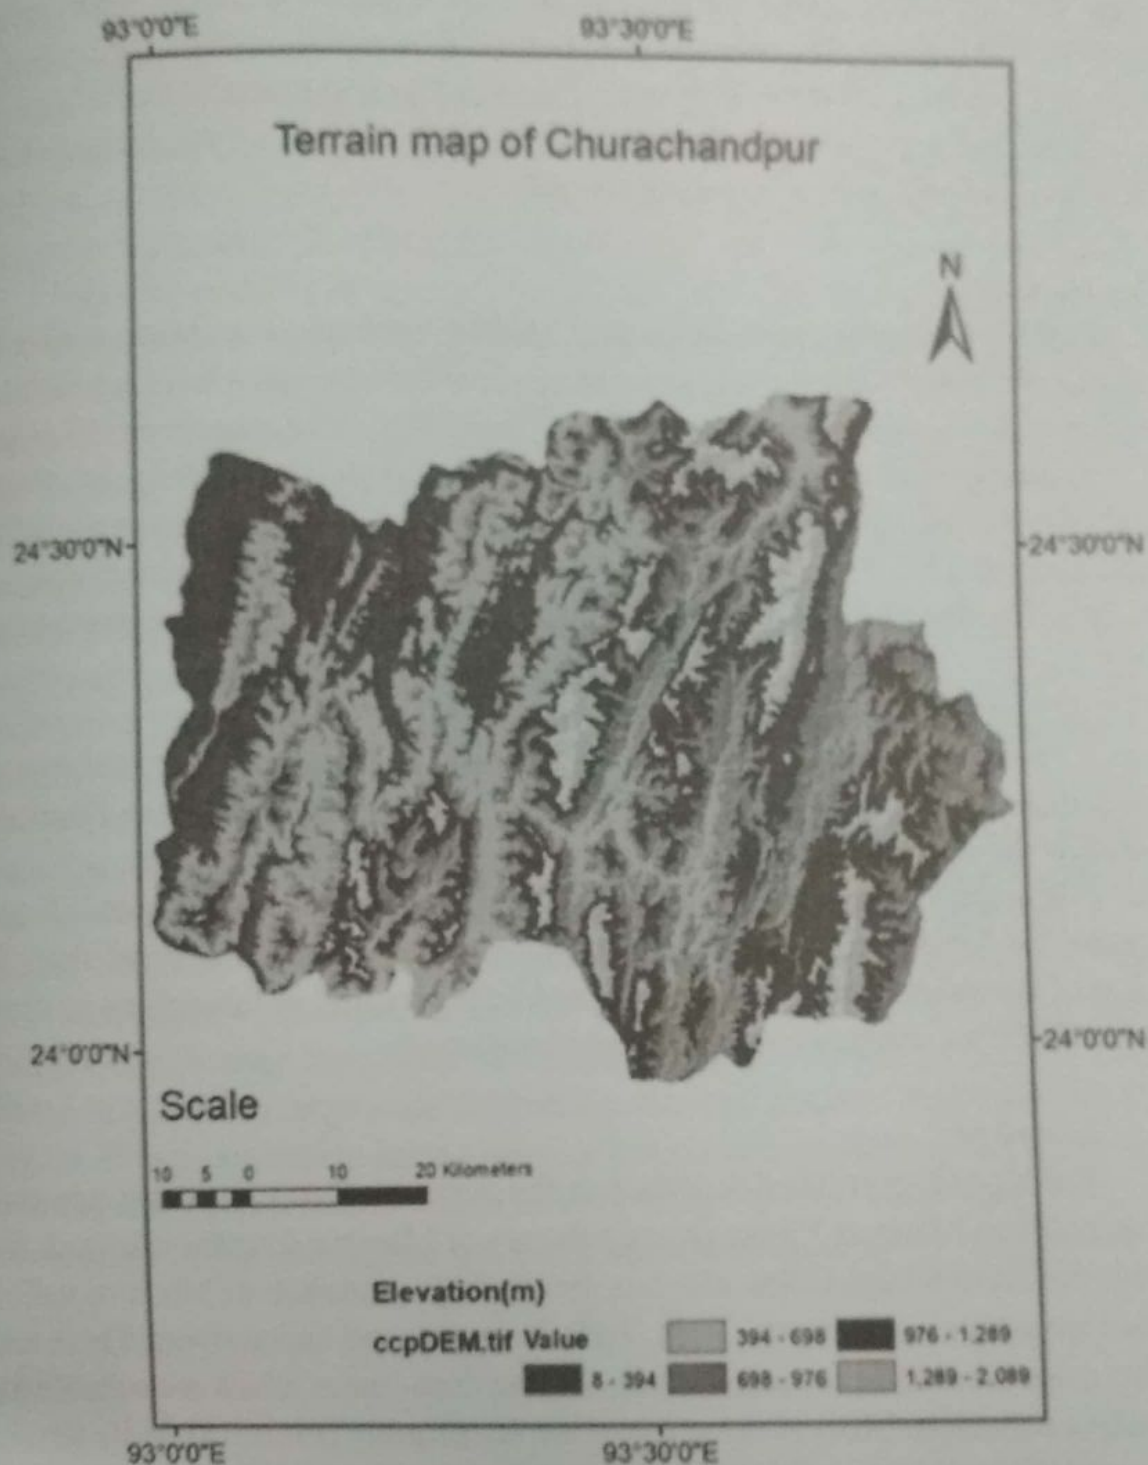 93°0'0"E 93°30'0"E
Terrain map of Churachandpur
N
24°30'0"N 24°30'0"N
24°0'0"N 24°0'0"N
Scale
10 5 0 10 20 Kilometers
Elevation(m)
ccpDEM.tif Value 394 - 698 976 - 1,289
8 - 394 698 - 976 1,289 - 2,089
93°0'0"E 93°30'0"E